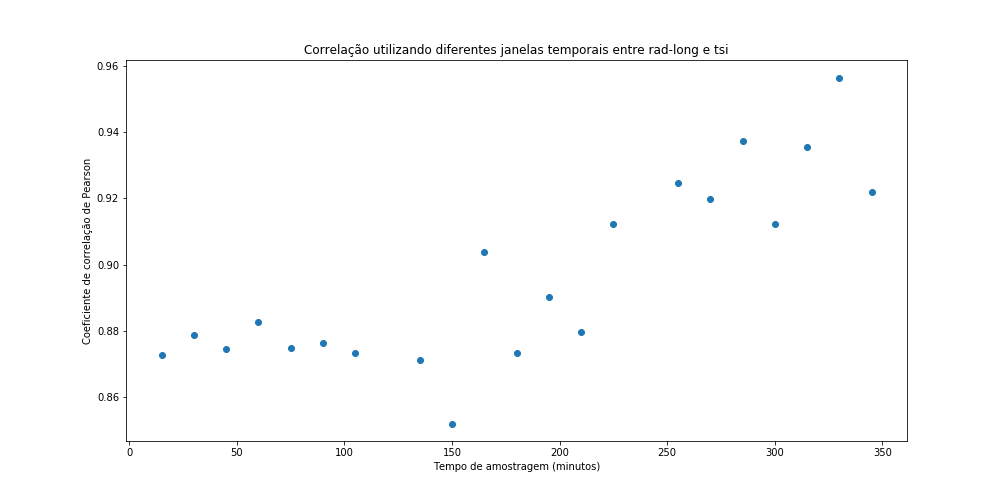 Correlação utilizando diferentes janelas temporais entre rad-long e tsi
0.96
0.94
0.92
0.90
0.88
0.86
Coeficiente de correlação de Pearson
0 50 100 150 200 250 300 350
Tempo de amostragem (minutos)